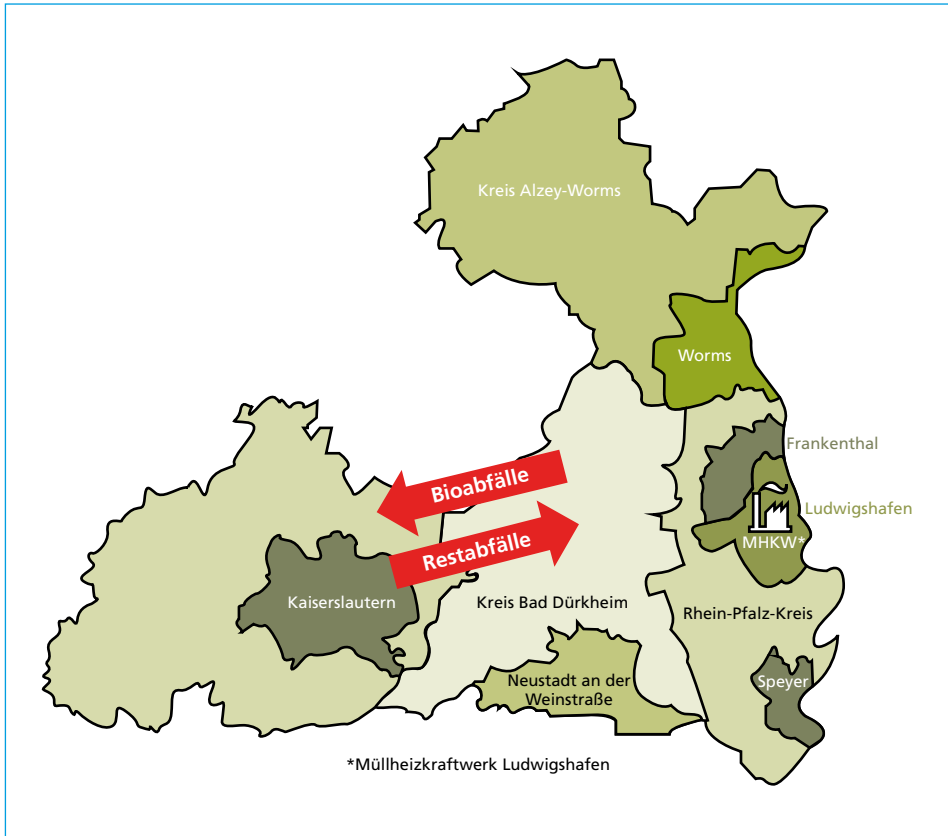 Kreis Alzey-Worms
Worms
Frankenthal
Bioabfälle
Ludwigshafen
MHKW*
Restabfälle
Kaiserslautern
Kreis Bad Dürkheim
Rhein-Pfalz-Kreis
Neustadt an der
Weinstraße
Speyer
*Müllheizkraftwerk Ludwigshafen